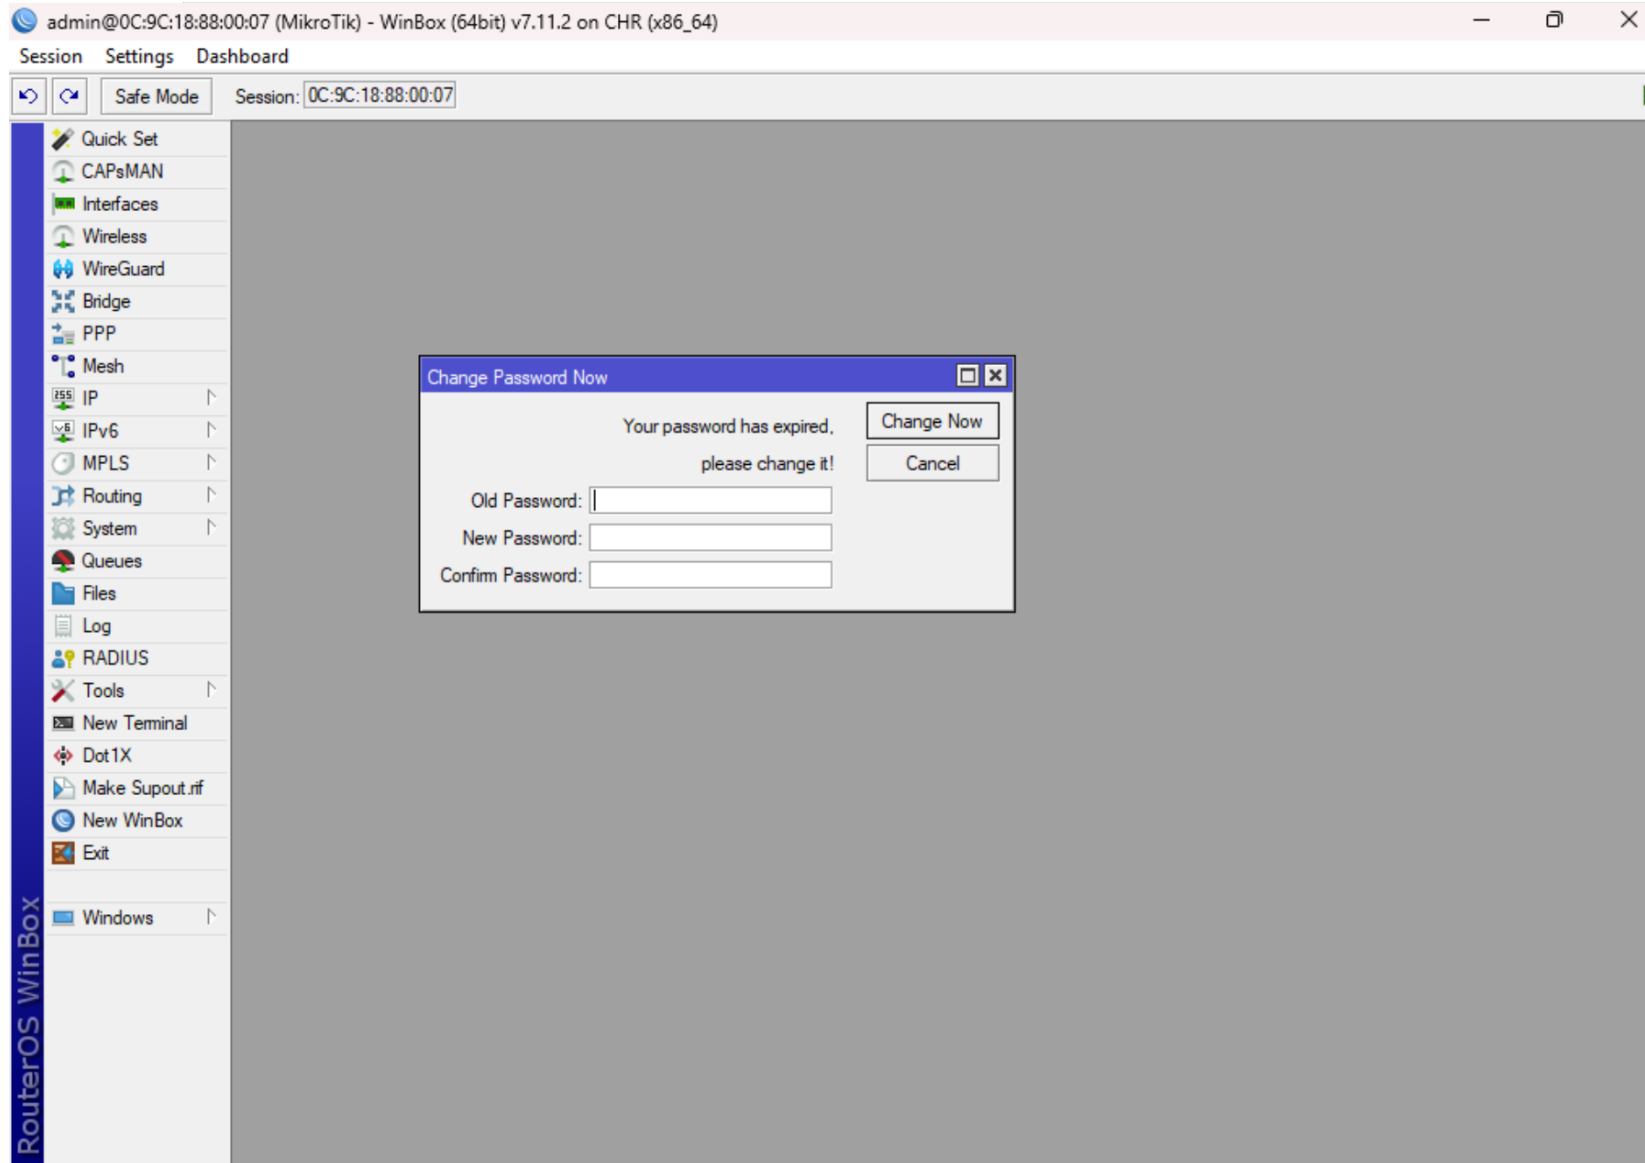 admin@0C:9C:18:88:00:07 (MikroTik) - WinBox (64bit) v7.11.2 on CHR (x86_64)
Session Settings Dashboard
Safe Mode Session: 0C:9C:18:88:00:07
Quick Set
CAPsMAN
Interfaces
Wireless
WireGuard
Bridge
PPP
Mesh
255 IP
v6 IPv6
MPLS
Routing
System
Queues
Files
Log
RADIUS
Tools
New Terminal
Dot1X
Make Supout.rif
New WinBox
Exit
Windows
RouterOS WinBox
Change Password Now
Your password has expired,
please change it!
Change Now
Cancel
Old Password:
New Password:
Confirm Password: